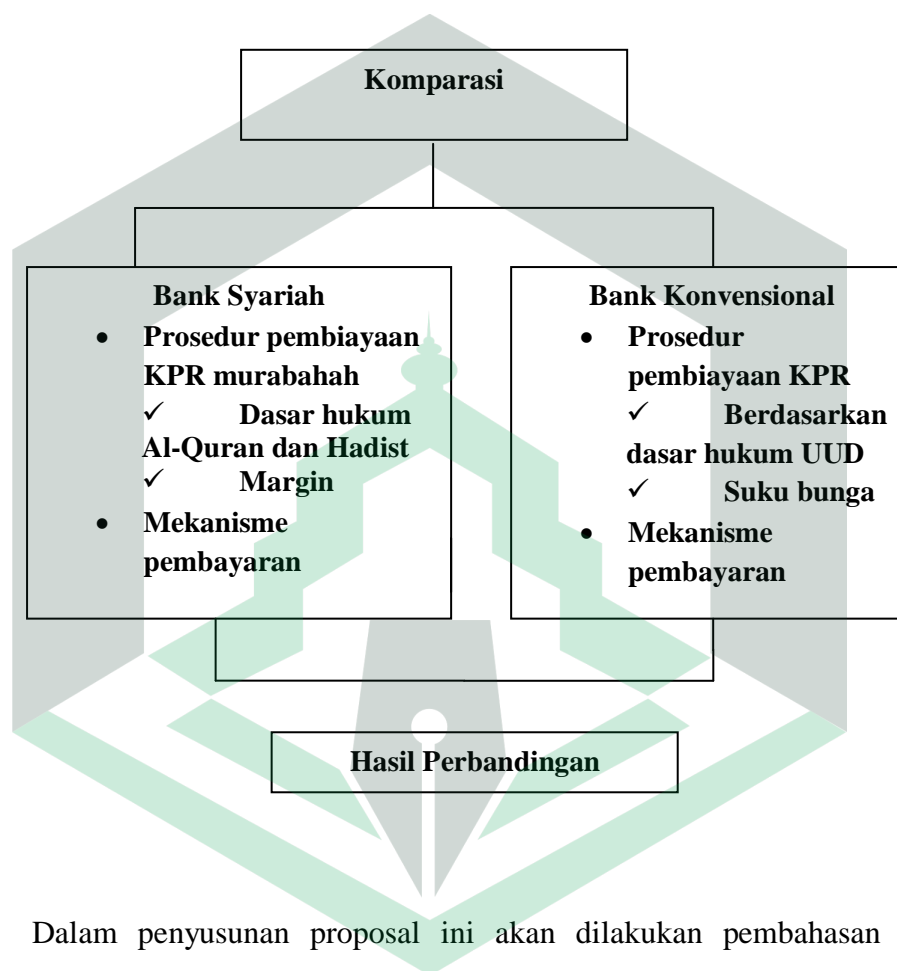 Komparasi
Bank Syariah
• Prosedur pembiayaan
KPR murabahah
✓ Dasar hukum
Al-Quran dan Hadist
✓ Margin
• Mekanisme
pembayaran
Bank Konvensional
• Prosedur
pembiayaan KPR
✓ Berdasarkan
dasar hukum UUD
✓ Suku bunga
• Mekanisme
pembayaran
Hasil Perbandingan
Dalam penyusunan proposal ini akan dilakukan pembahasan